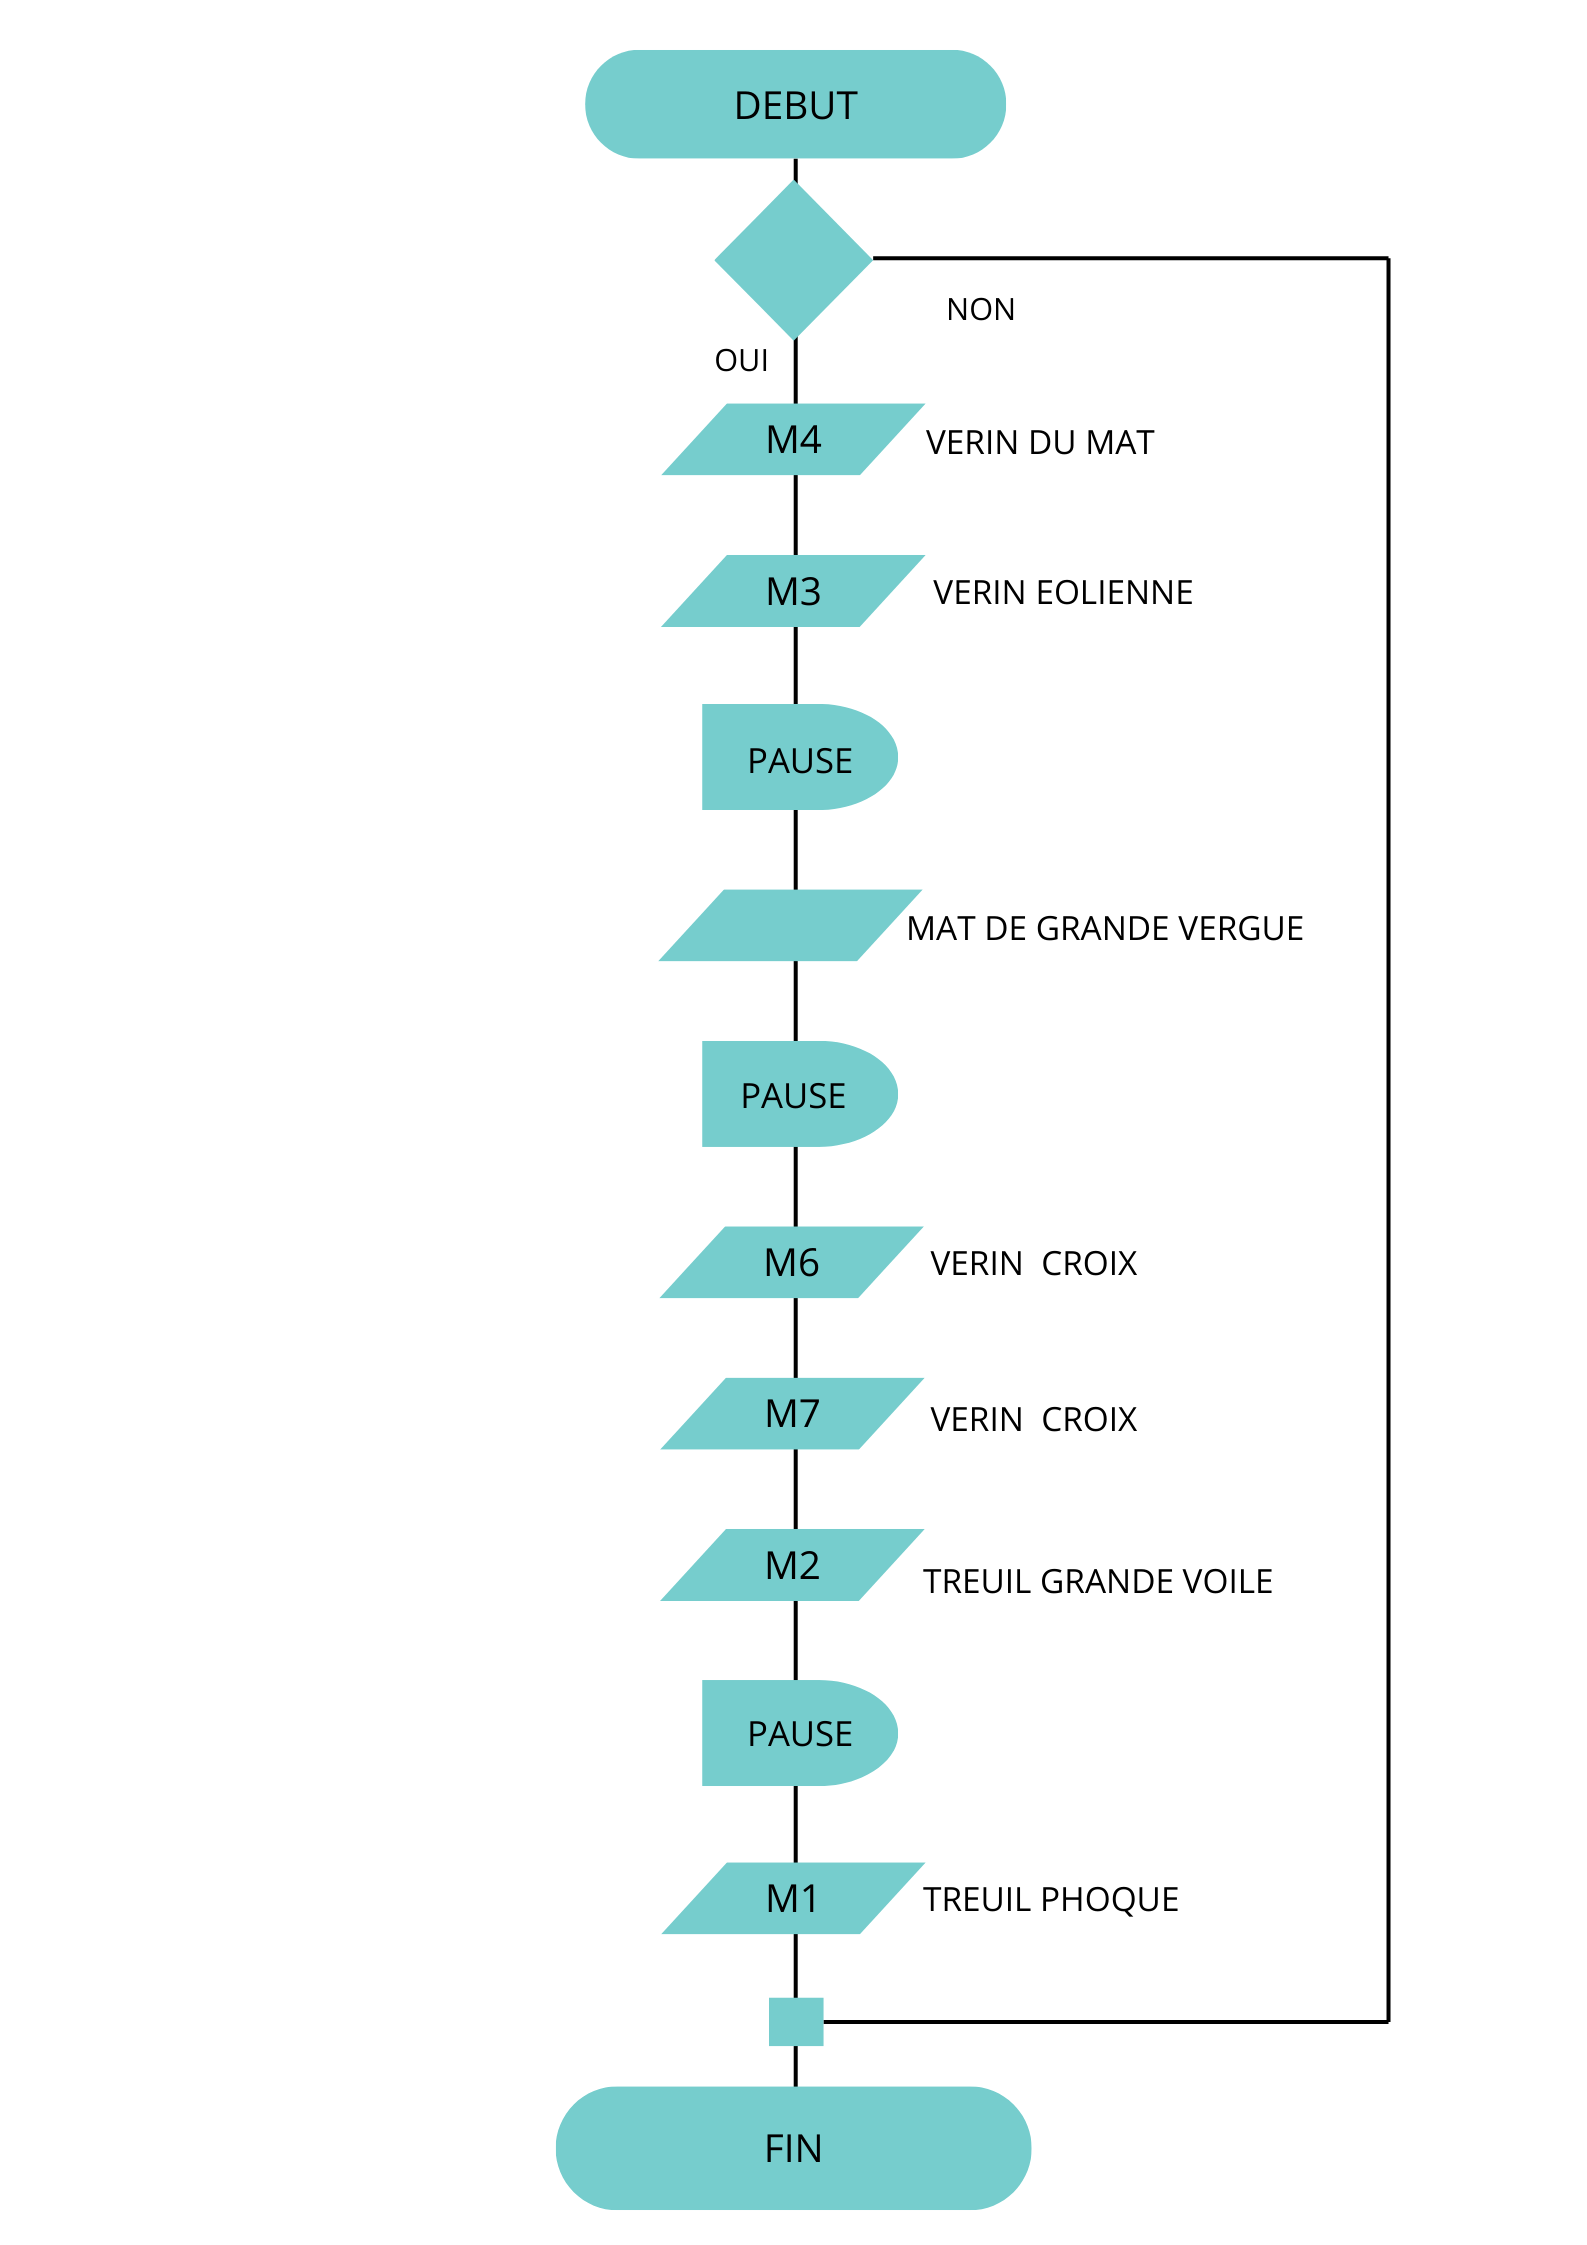 DEBUT
NON
OUI
M4
VERIN DU MAT
M3
VERIN EOLIENNE
PAUSE
MAT DE GRANDE VERGUE
PAUSE
M6
VERIN  CROIX
M7
VERIN  CROIX
M2
TREUIL GRANDE VOILE
PAUSE
M1
TREUIL PHOQUE
FIN